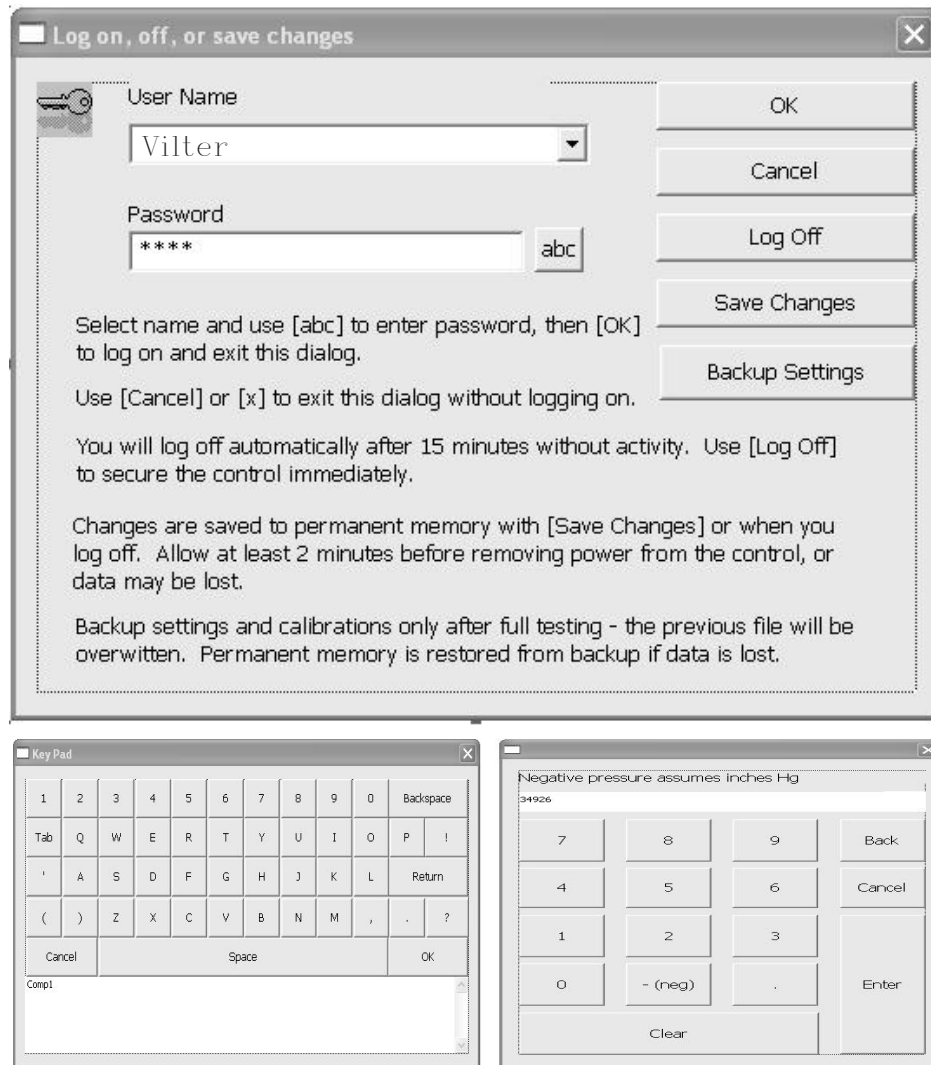 Log on, off, or save changes
User Name
OK
Vilter
Cancel
Password
Log Off
****
abc
Save Changes
Select name and use [abc] to enter password, then [OK]
to log on and exit this dialog.
Backup Settings
Use [Cancel] or [x] to exit this dialog without logging on.
You will log off automatically after 15 minutes without activity. Use [Log Off]
to secure the control immediately.
Changes are saved to permanent memory with [Save Changes] or when you
log off. Allow at least 2 minutes before removing power from the control, or
data may be lost.
Backup settings and calibrations only after full testing - the previous file will be
overwitten. Permanent memory is restored from backup if data is lost.
Key Pad
1 2 3 4 5 6 7 8 9 0 Backspace
Tab Q W E R T Y U I O P !
' A S D F G H J K L Return
( ) Z X C V B N M , . ?
Cancel Space OK
Comp1
Negative pressure assumes inches Hg
34926
7 8 9 Back
4 5 6 Cancel
1 2 3
0 - (neg) . Enter
Clear